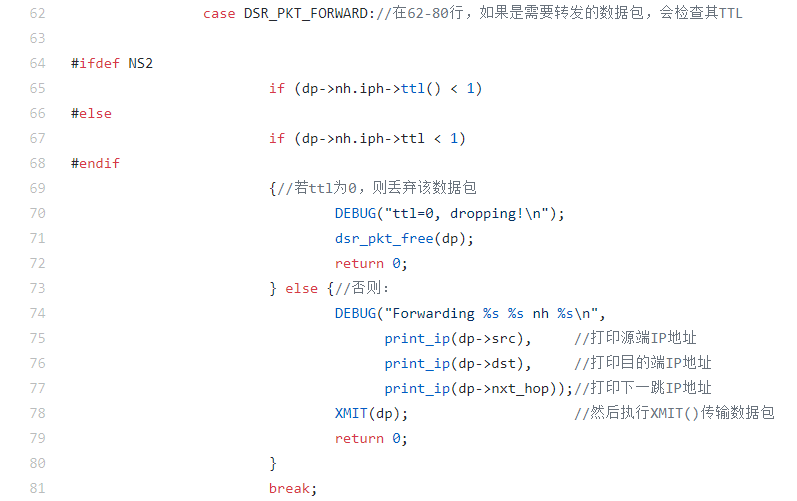 62 case DSR_PKT_FORWARD://在62-80行，如果是需要转发的数据包，会检查其TTL
63
64 #ifdef NS2
65 if (dp->nh.iph->ttl() < 1)
66 #else
67 if (dp->nh.iph->ttl < 1)
68 #endif
69 {//若ttl为0，则丢弃该数据包
70 DEBUG("ttl=0, dropping!\n");
71 dsr_pkt_free(dp);
72 return 0;
73 } else {//否则：
74 DEBUG("Forwarding %s %s nh %s\n",
75 print_ip(dp->src), //打印源端IP地址
76 print_ip(dp->dst), //打印目的端IP地址
77 print_ip(dp->nxt_hop));//打印下一跳IP地址
78 XMIT(dp); //然后执行XMIT()传输数据包
79 return 0;
80 }
81 break;